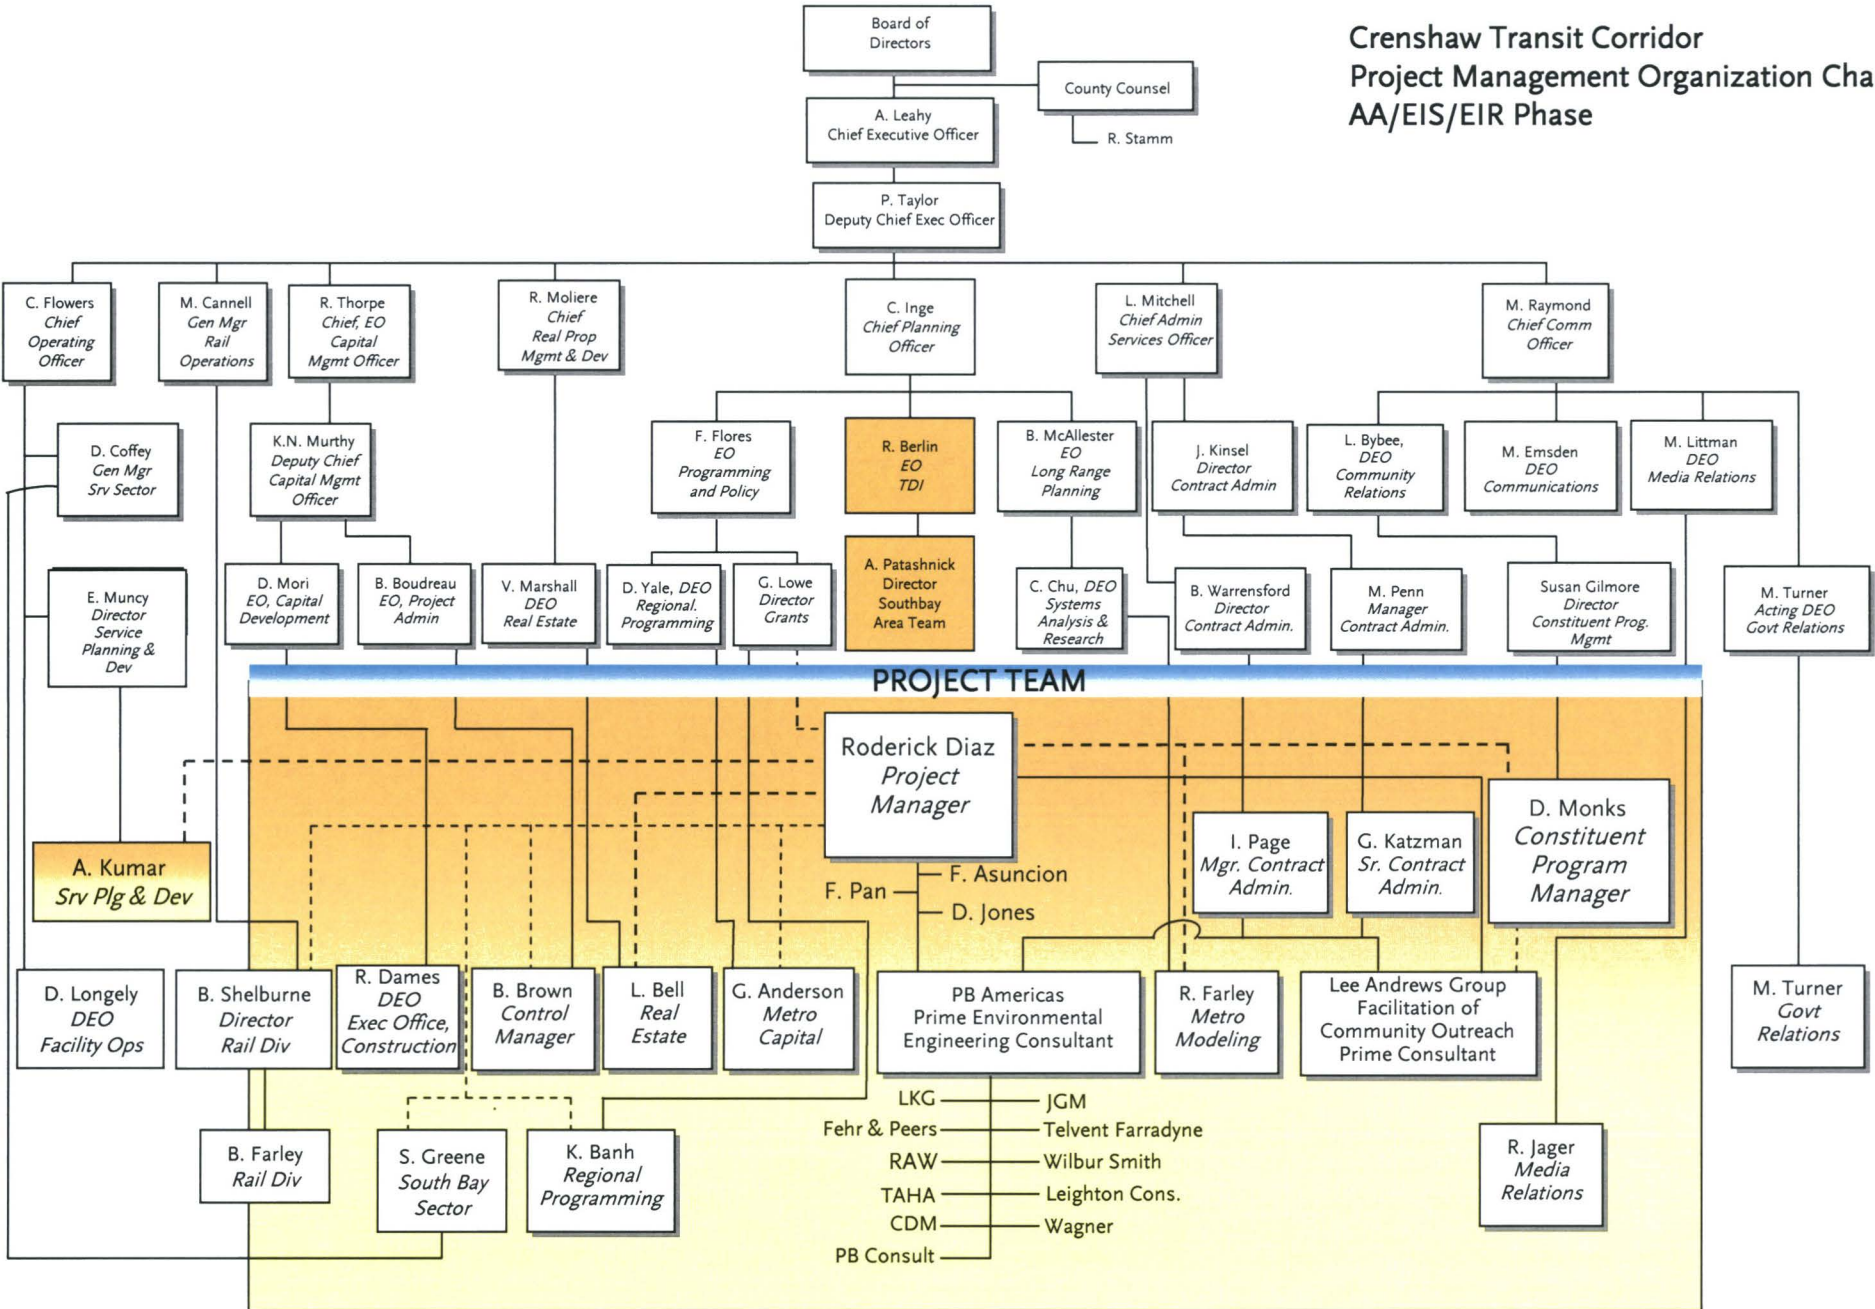 Crenshaw Transit Corridor
Project Management Organization Cha
AA/EIS/EIR Phase
Board of
Directors
County Counsel
R. Stamm
A. Leahy
Chief Executive Officer
P. Taylor
Deputy Chief Exec Officer
C. Flowers
Chief
Operating
Officer
M. Cannell
Gen Mgr
Rail
Operations
R. Thorpe
Chief, EO
Capital
Mgmt Officer
R. Moliere
Chief
Real Prop
Mgmt & Dev
C. Inge
Chief Planning
Officer
L. Mitchell
Chief Admin
Services Officer
M. Raymond
Chief Comm
Officer
D. Coffey
Gen Mgr
Srv Sector
K.N. Murthy
Deputy Chief
Capital Mgmt
Officer
F. Flores
EO
Programming
and Policy
R. Berlin
EO
TDI
B. McAllester
EO
Long Range
Planning
J. Kinsel
Director
Contract Admin
L. Bybee,
DEO
Community
Relations
M. Emsden
DEO
Communications
M. Littman
DEO
Media Relations
E. Muncy
Director
Service
Planning &
Dev
D. Mori
EO, Capital
Development
B. Boudreau
EO, Project
Admin
V. Marshall
DEO
Real Estate
D. Yale, DEO
Regional.
Programming
G. Lowe
Director
Grants
A. Patashnick
Director
Southbay
Area Team
C. Chu, DEO
Systems
Analysis &
Research
B. Warrensford
Director
Contract Admin.
M. Penn
Manager
Contract Admin.
Susan Gilmore
Director
Constituent Prog.
Mgmt
M. Turner
Acting DEO
Govt Relations
PROJECT TEAM
Roderick Diaz
Project
Manager
F. Asuncion
F. Pan
D. Jones
I. Page
Mgr. Contract
Admin.
G. Katzman
Sr. Contract
Admin.
D. Monks
Constituent
Program
Manager
A. Kumar
Srv Plg & Dev
D. Longely
DEO
Facility Ops
B. Shelburne
Director
Rail Div
R. Dames
DEO
Exec Office,
Construction
B. Brown
Control
Manager
L. Bell
Real
Estate
G. Anderson
Metro
Capital
PB Americas
Prime Environmental
Engineering Consultant
R. Farley
Metro
Modeling
Lee Andrews Group
Facilitation of
Community Outreach
Prime Consultant
M. Turner
Govt
Relations
B. Farley
Rail Div
S. Greene
South Bay
Sector
K. Banh
Regional
Programming
LKG
JGM
Fehr & Peers
Telvent Farradyne
RAW
Wilbur Smith
TAHA
Leighton Cons.
CDM
Wagner
PB Consult
R. Jager
Media
Relations